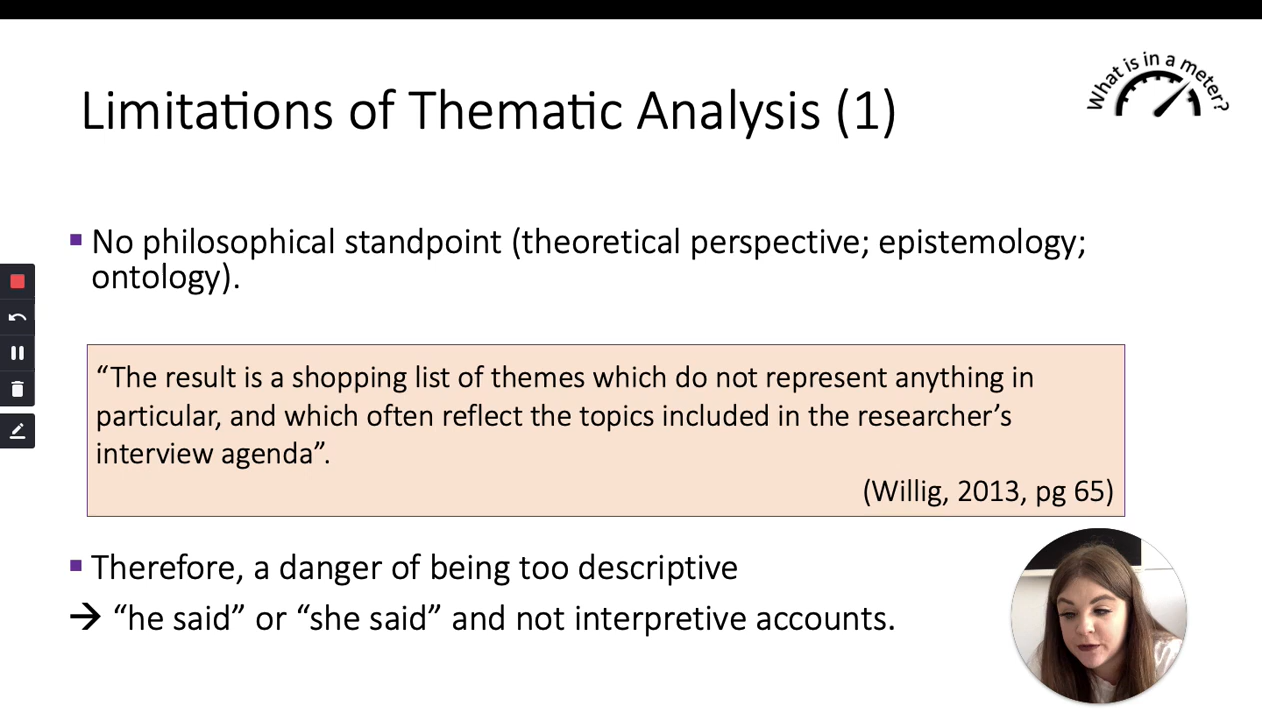 What is in a meter?
Limitations of Thematic Analysis (1)
▪ No philosophical standpoint (theoretical perspective; epistemology;
ontology).
“The result is a shopping list of themes which do not represent anything in
particular, and which often reflect the topics included in the researcher’s
interview agenda”.
(Willig, 2013, pg 65)
▪ Therefore, a danger of being too descriptive
→ “he said” or “she said” and not interpretive accounts.